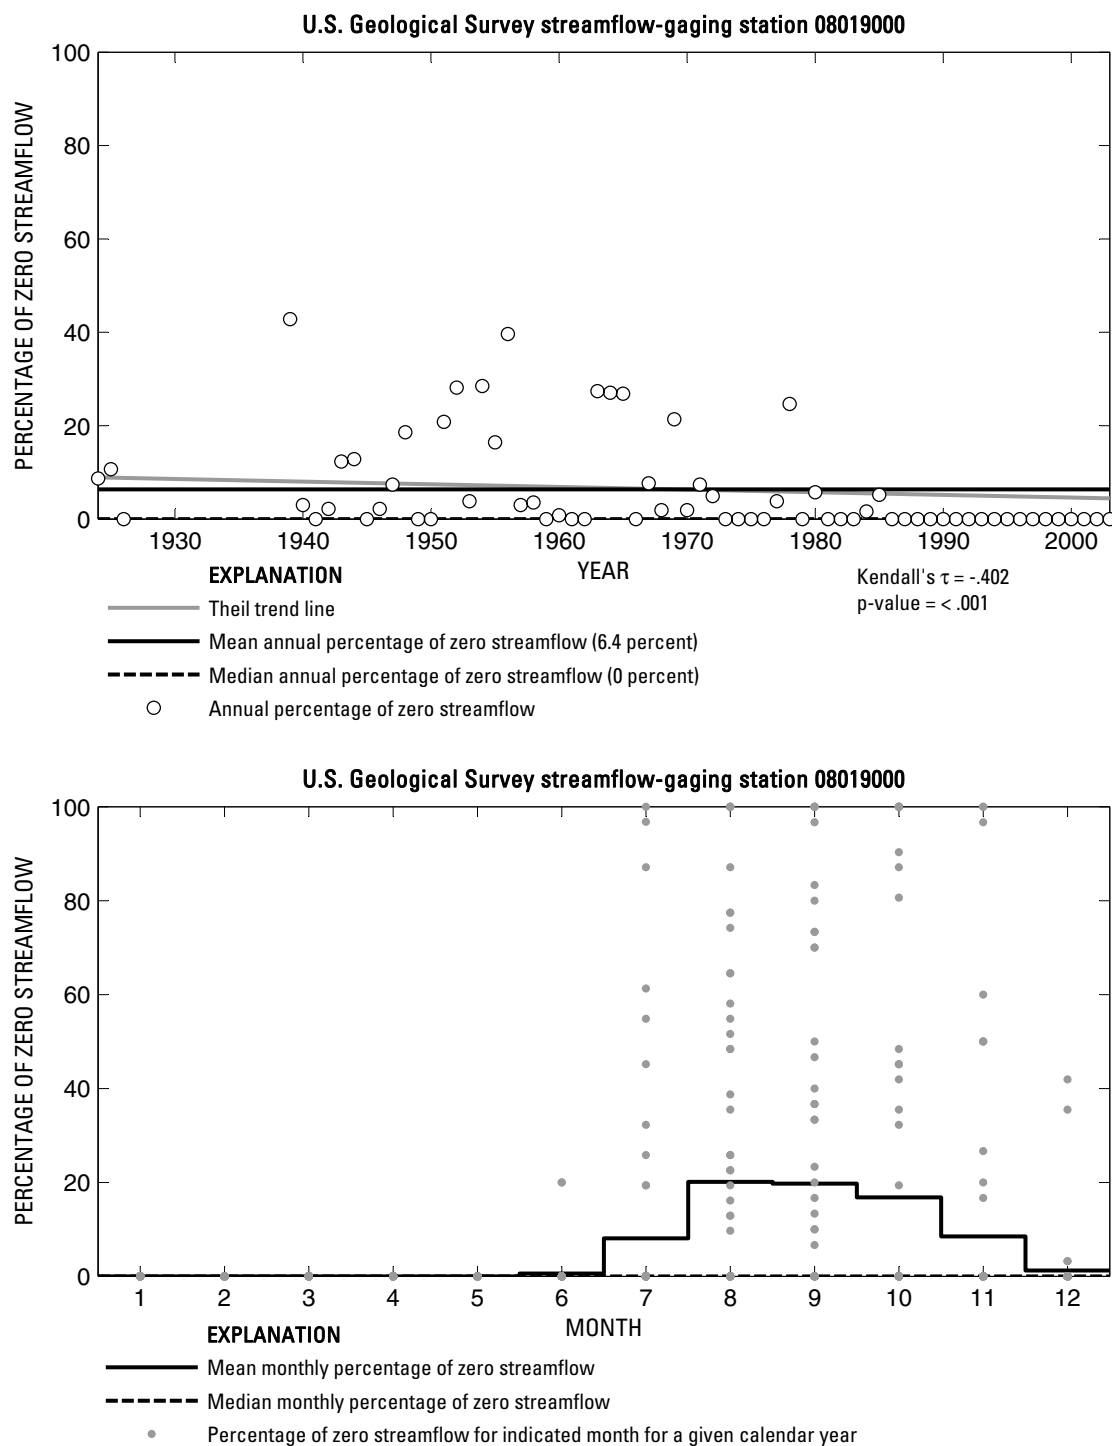 U.S. Geological Survey streamflow-gaging station 08019000
PERCENTAGE OF ZERO STREAMFLOW
100
80
60
40
20
0
1930 1940 1950 1960 1970 1980 1990 2000
YEAR
Kendall's τ = -.402
p-value = < .001
EXPLANATION
Theil trend line
Mean annual percentage of zero streamflow (6.4 percent)
Median annual percentage of zero streamflow (0 percent)
Annual percentage of zero streamflow
U.S. Geological Survey streamflow-gaging station 08019000
PERCENTAGE OF ZERO STREAMFLOW
100
80
60
40
20
0
1 2 3 4 5 6 7 8 9 10 11 12
MONTH
EXPLANATION
Mean monthly percentage of zero streamflow
Median monthly percentage of zero streamflow
Percentage of zero streamflow for indicated month for a given calendar year